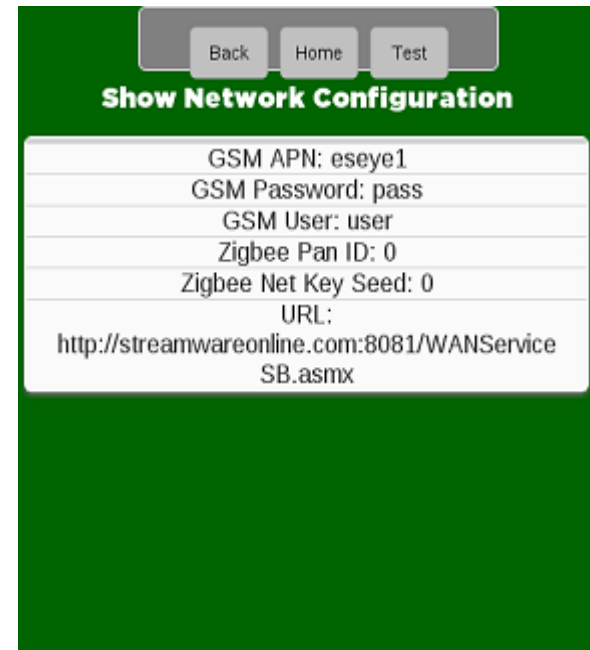 Back Home Test
Show Network Configuration
GSM APN: eseye1
GSM Password: pass
GSM User: user
Zigbee Pan ID: 0
Zigbee Net Key Seed: 0
URL:
http://streamwareonline.com:8081/WANService
SB.asmx